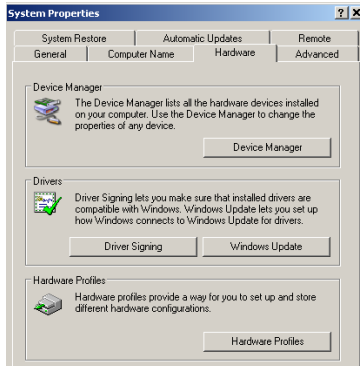 System Properties
System Restore Automatic Updates Remote
General Computer Name Hardware Advanced
Device Manager
The Device Manager lists all the hardware devices installed
on your computer. Use the Device Manager to change the
properties of any device.
Device Manager
Drivers
Driver Signing lets you make sure that installed drivers are
compatible with Windows. Windows Update lets you set up
how Windows connects to Windows Update for drivers.
Driver Signing Windows Update
Hardware Profiles
Hardware profiles provide a way for you to set up and store
different hardware configurations.
Hardware Profiles